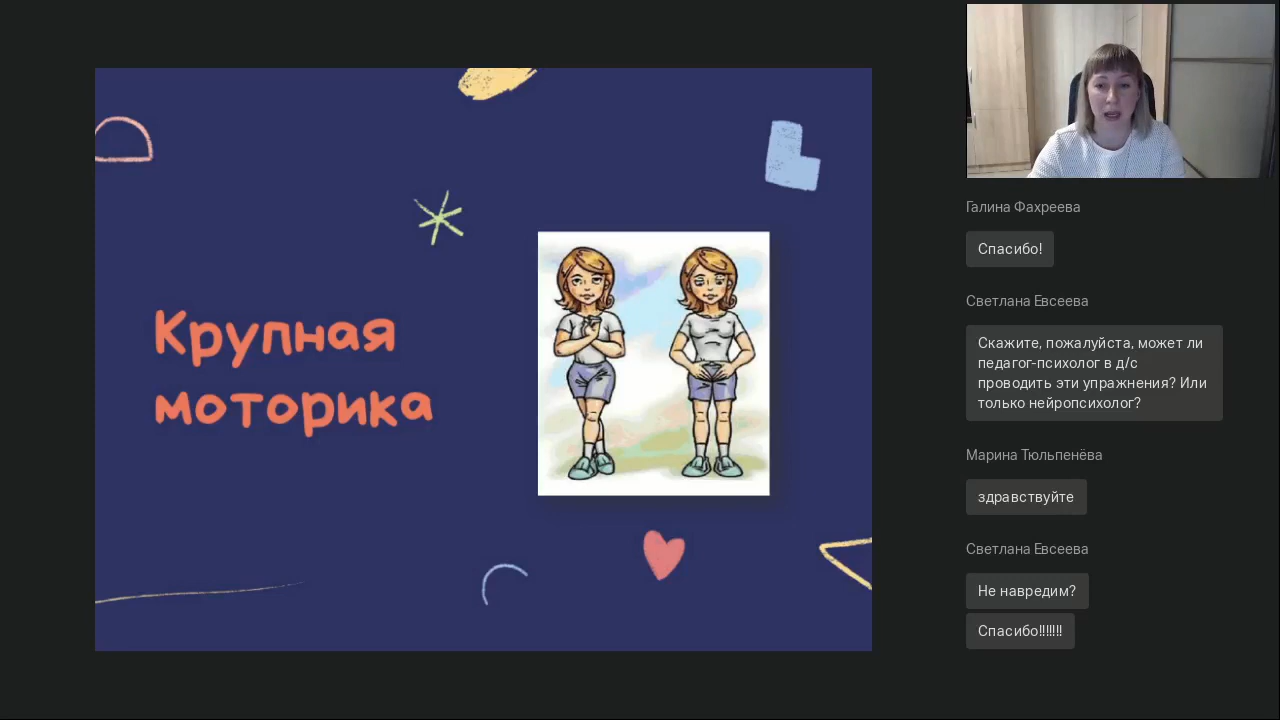 Крупная
моторика
Галина Фахреева
Спасибо!
Светлана Евсеева
Скажите, пожалуйста, может ли
педагог-психолог в д/с
проводить эти упражнения? Или
только нейропсихолог?
Марина Тюльпенёва
здравствуйте
Светлана Евсеева
Не навредим?
Спасибо!!!!!!!